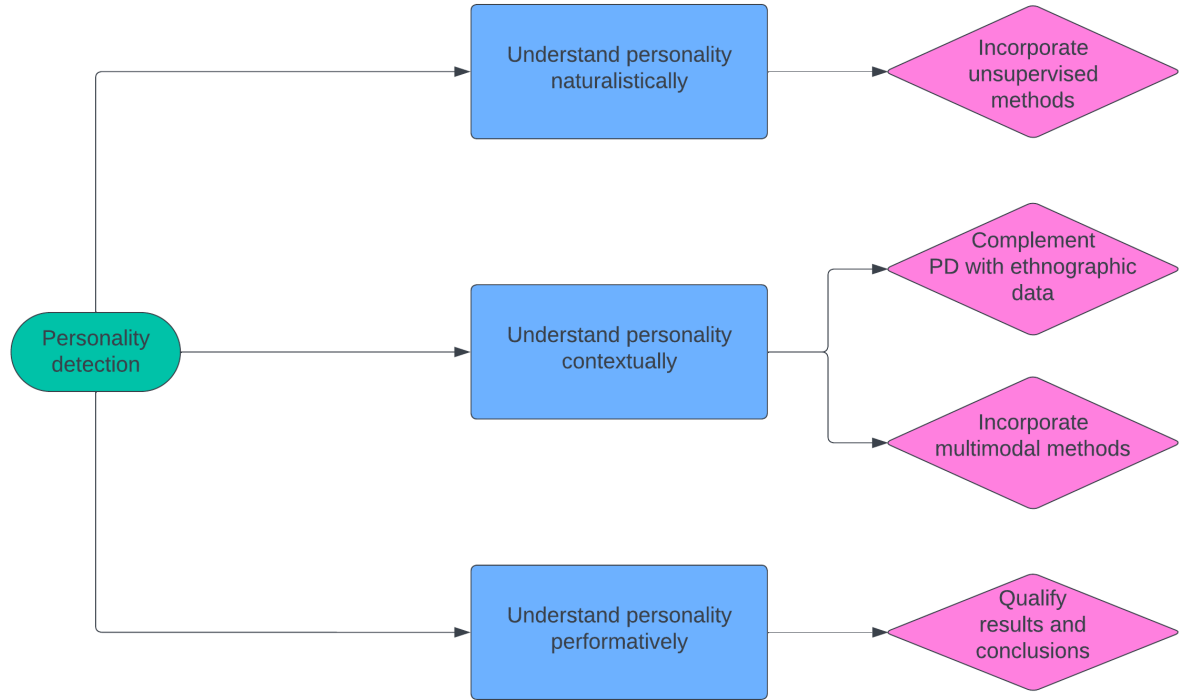 Understand personality
naturalistically
Incorporate
unsupervised
methods
Complement
PD with ethnographic
data
Personality
detection
Understand personality
contextually
Incorporate
multimodal methods
Understand personality
performatively
Qualify
results and
conclusions